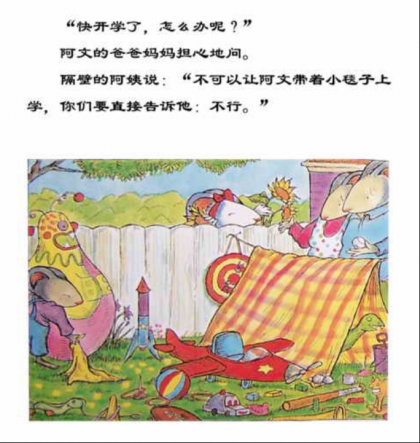 “快开学了，怎么办呢？”
阿文的爸爸妈妈担心地问。
隔壁的阿姨说：“不可以让阿文带着小毯子上
学，你们要直接告诉他：不行。”